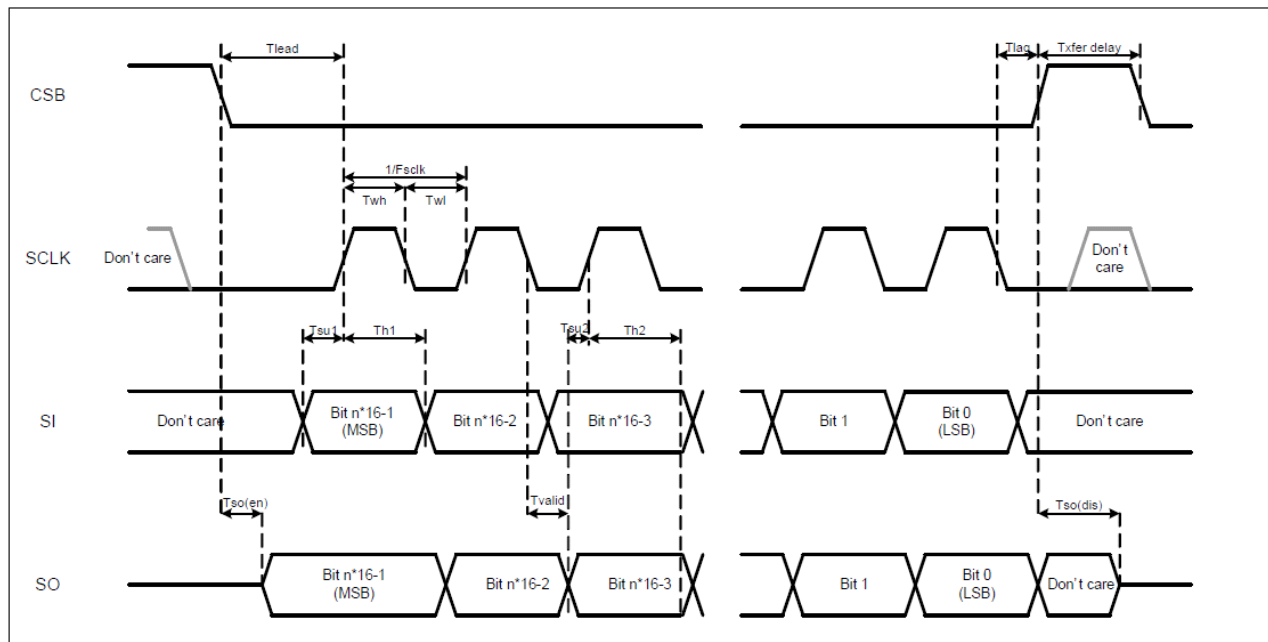 Tlead
Tlag
Txfer delay
CSB
1/Fsclk
Twh
Twl
SCLK
Don't care
Don't
care
Tsu1
Th1
Tsu2
Th2
SI
Don't care
Bit n*16-1
(MSB)
Bit n*16-2
Bit n*16-3
Bit 1
Bit 0
(LSB)
Don't care
Tso(en)
Tvalid
Tso(dis)
SO
Bit n*16-1
(MSB)
Bit n*16-2
Bit n*16-3
Bit 1
Bit 0
(LSB)
Don't care